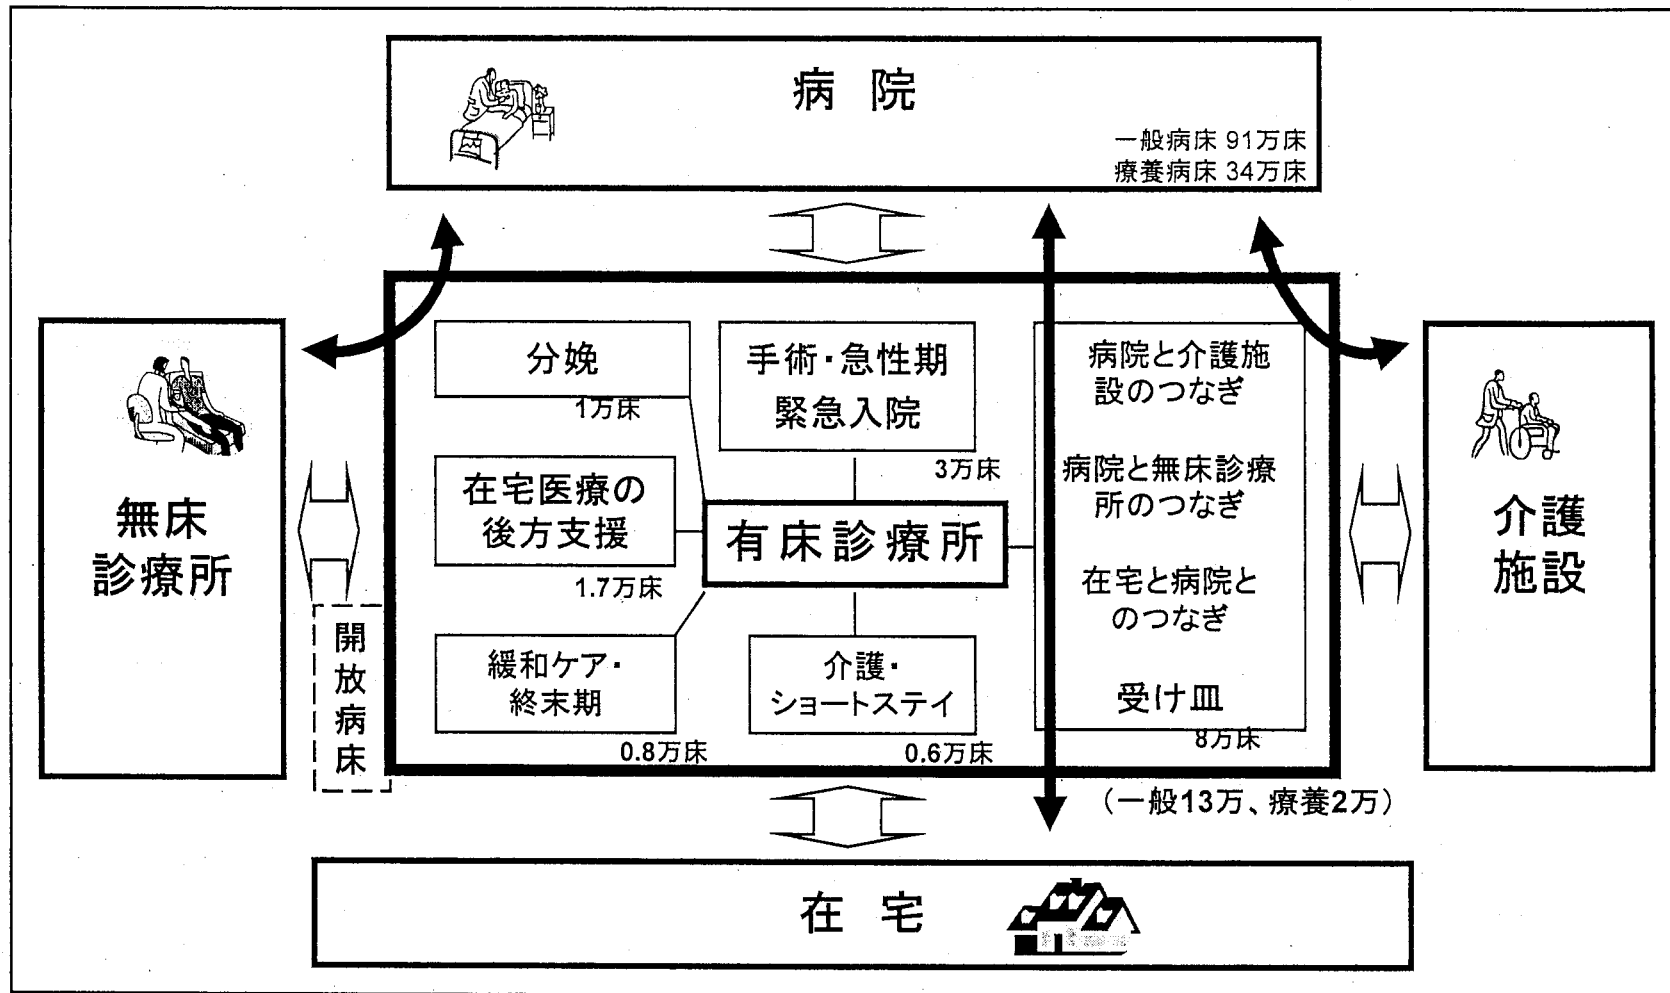 病 院
一般病床 91万床
療養病床 34万床
無床
診療所
開
放
病
床
分娩
1万床
手術・急性期
緊急入院
3万床
在宅医療の
後方支援
1.7万床
有床診療所
緩和ケア・
終末期
0.8万床
介護・
ショートステイ
0.6万床
病院と介護施
設のつなぎ
病院と無床診療
所のつなぎ
在宅と病院と
のつなぎ
受け皿
8万床
介護
施設
（一般13万、療養2万）
在 宅